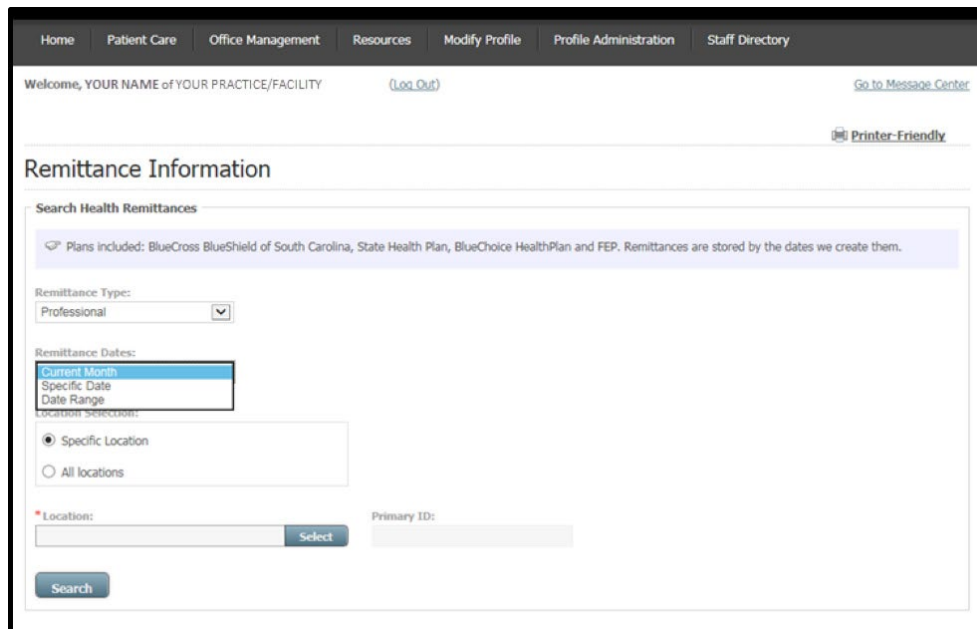 Home Patient Care Office Management Resources Modify Profile Profile Administration Staff Directory
Welcome, YOUR NAME of YOUR PRACTICE/FACILITY (Log Out) Go to Message Center
Printer-Friendly
Remittance Information
Search Health Remittances
Plans included: BlueCross BlueShield of South Carolina, State Health Plan, BlueChoice HealthPlan and FEP. Remittances are stored by the dates we create them.
Remittance Type:
Professional
Remittance Dates:
Current Month
Specific Date
Date Range
Location Selection:
Specific Location
All locations
*Location: Primary ID:
Select
Search